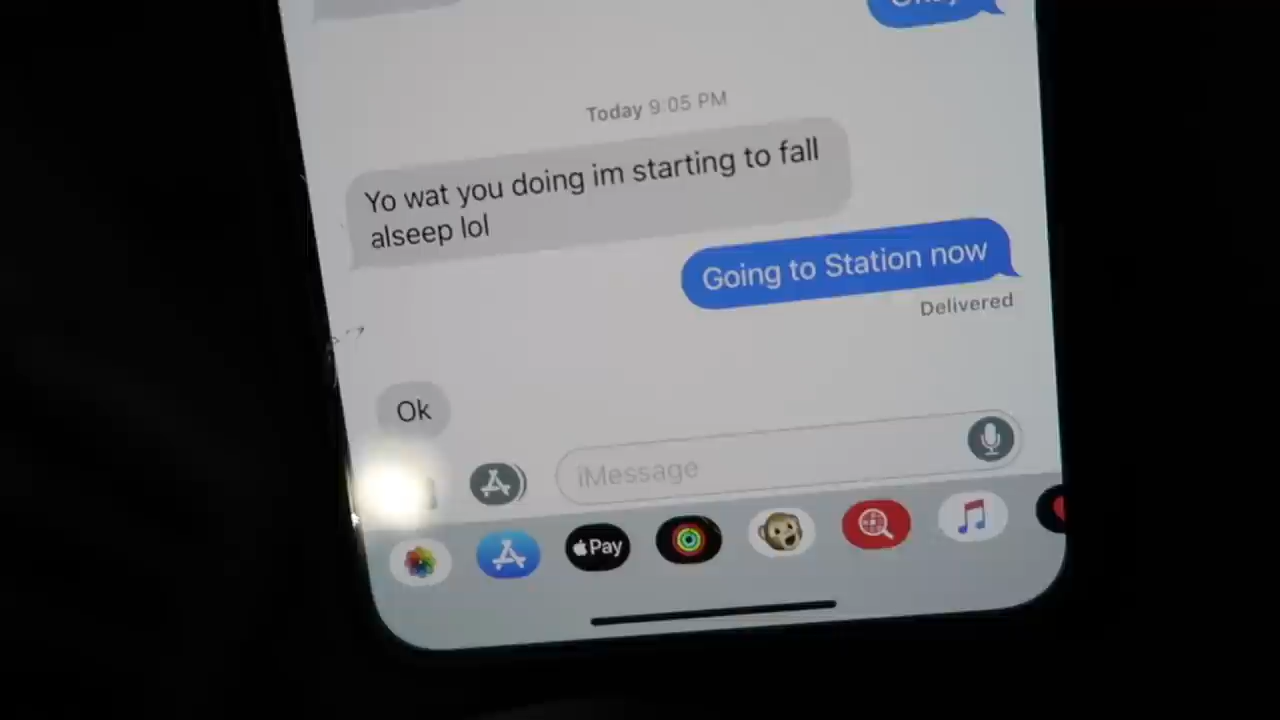 Today 9:05 PM
Yo wat you doing im starting to fall
alseep lol
Going to Station now
Delivered
Ok
iMessage
Pay